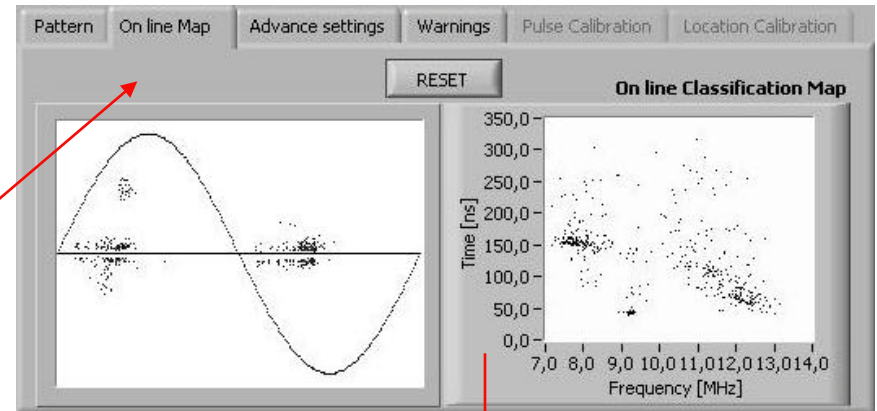 Pattern On line Map Advance settings Warnings Pulse Calibration Location Calibration
RESET
On line Classification Map
350,0
300,0
250,0
200,0
150,0
100,0
50,0
0,0
Time [ns]
7,0 8,0 9,0 10,0 11,0 12,0 13,0 14,0
Frequency [MHz]